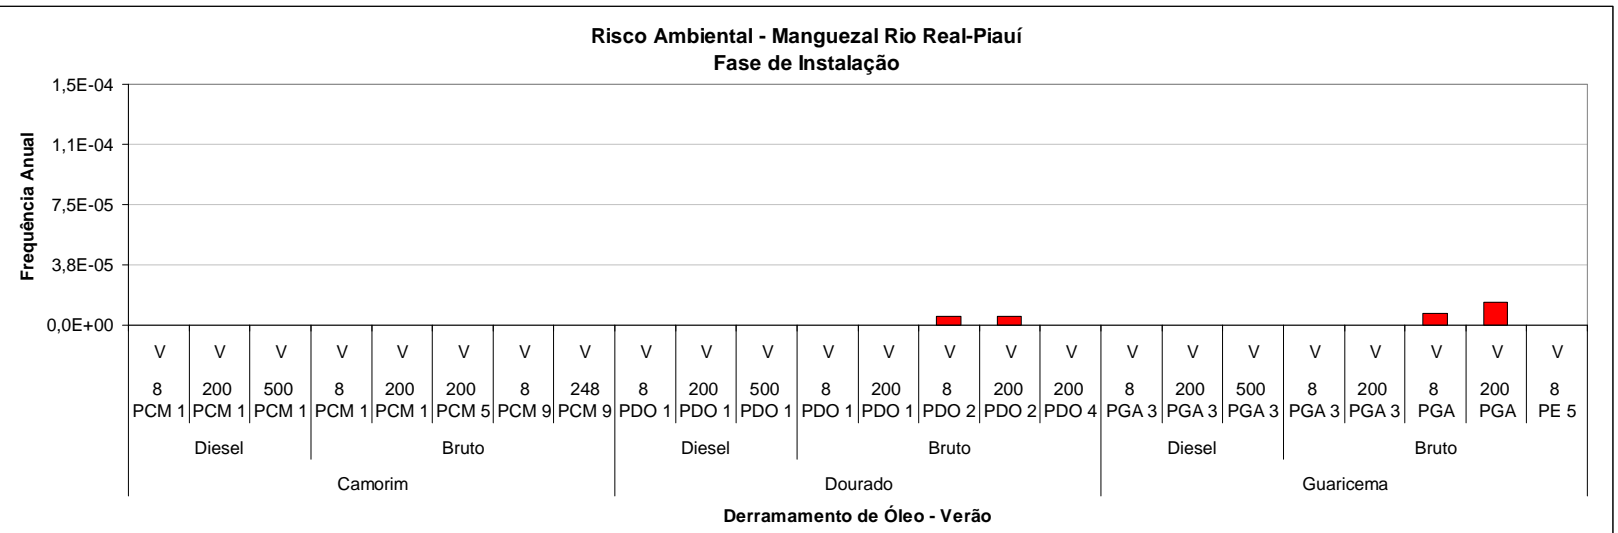 Risco Ambiental - Manguezal Rio Real-Piauí
Fase de Instalação
1,5E-04
1,1E-04
7,5E-05
3,8E-05
0,0E+00
Frequência Anual
V V V V V V V V V V V V V V V V V V V V V V V V
8 200 500 8 200 200 8 248 8 200 500 8 200 8 200 200 8 200 500 8 200 8 200 8
PCM 1 PCM 1 PCM 1 PCM 1 PCM 1 PCM 5 PCM 9 PCM 9 PDO 1 PDO 1 PDO 1 PDO 1 PDO 1 PDO 2 PDO 2 PDO 4 PGA 3 PGA 3 PGA 3 PGA 3 PGA 3 PGA PGA PE 5
Diesel Bruto Diesel Bruto Diesel Bruto
Camorim Dourado Guaricema
Derramamento de Óleo - Verão